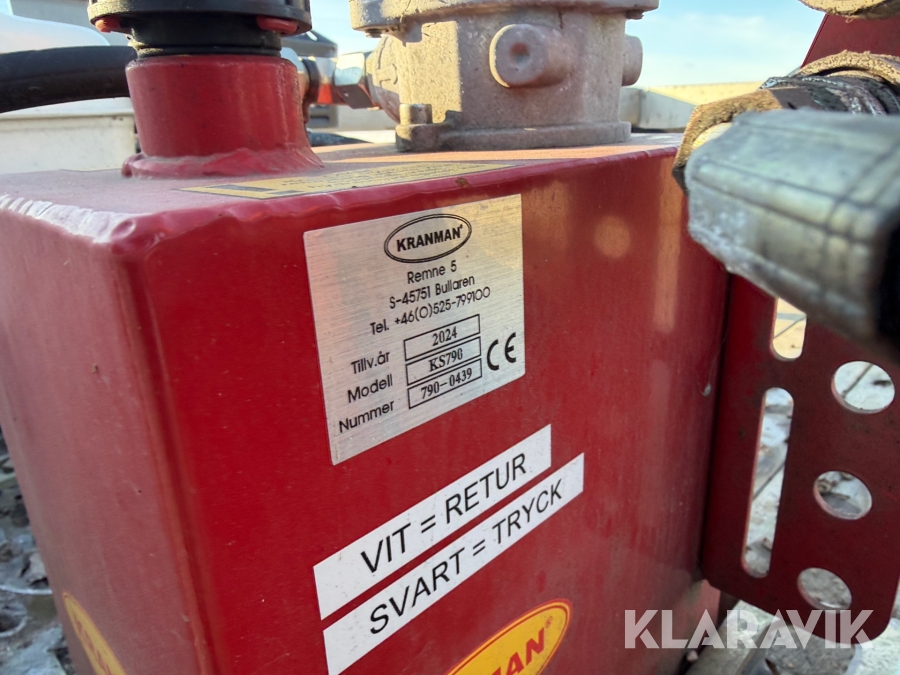 KRANMAN®
Remne 5
S-45751 Bullaren
Tel. +46(0)525-799100
Tillv.år 2024
Modell KS790
Nummer 790-0439
CE
VIT = RETUR
SVART = TRYCK
MAN®
KLARAVIK